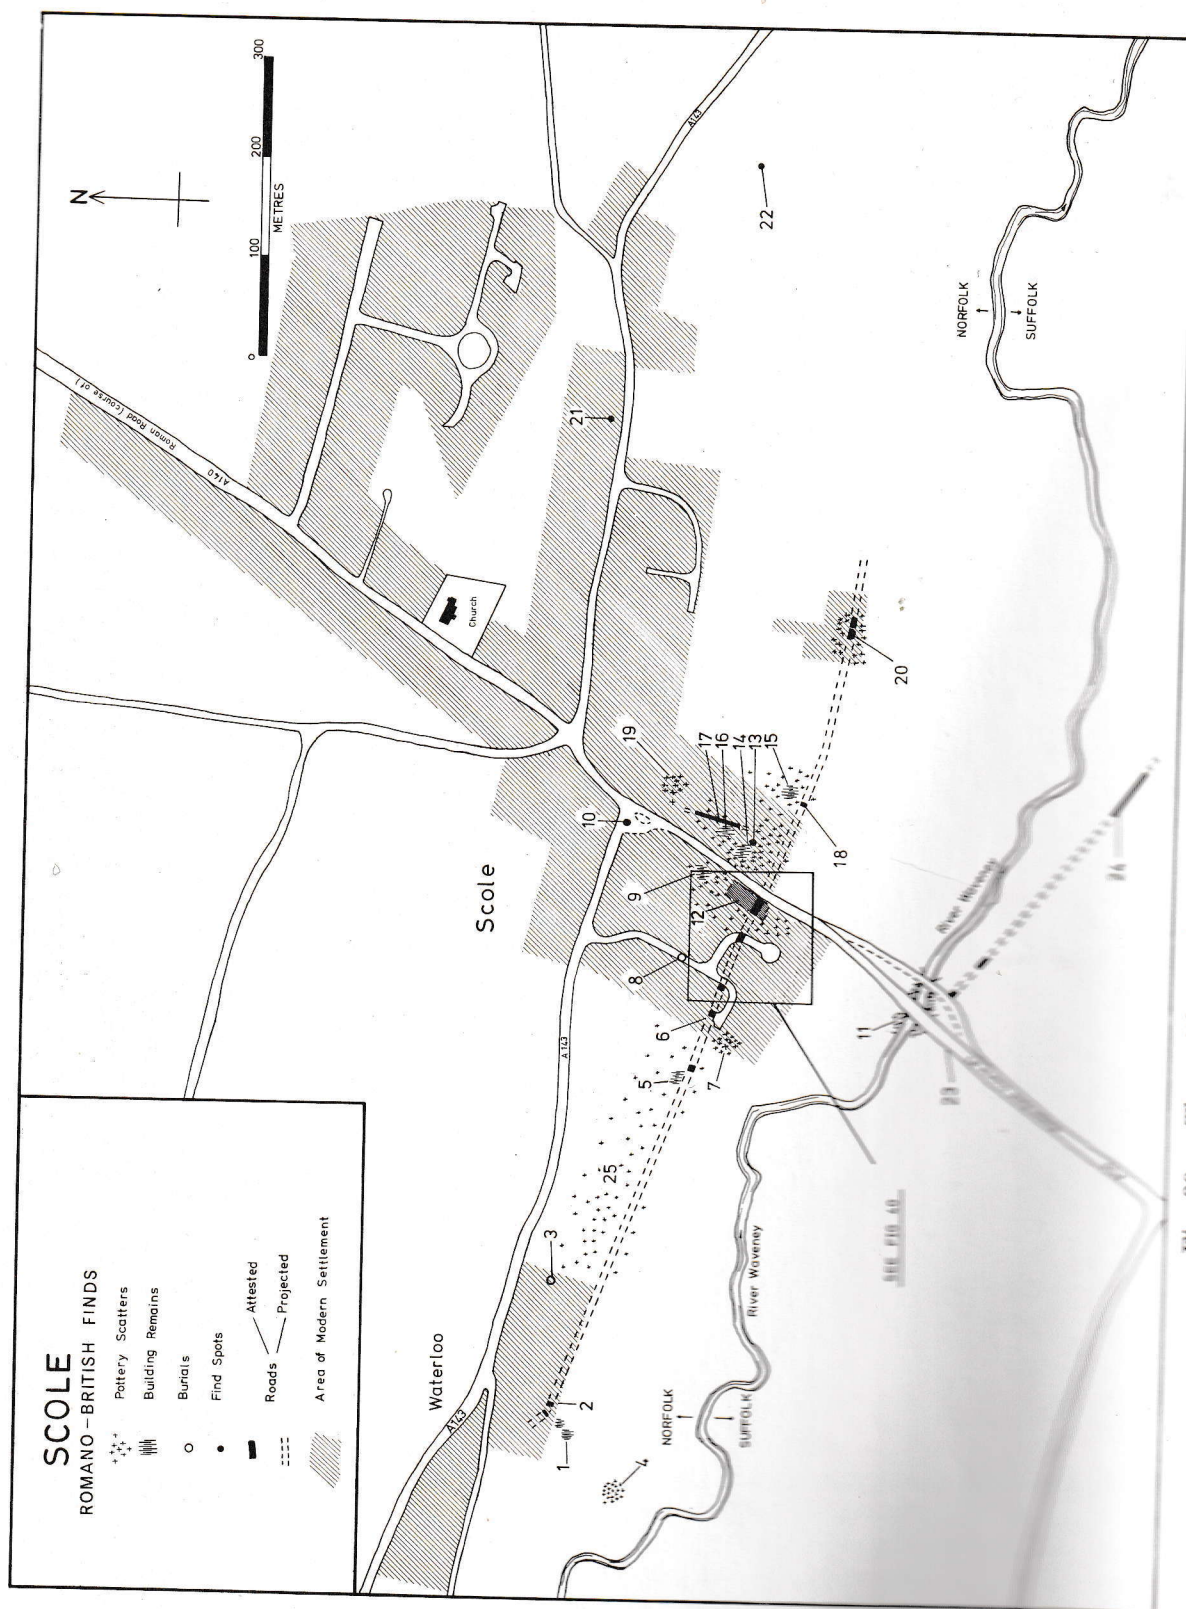 SCOLE
ROMANO-BRITISH FINDS
Pottery Scatters
Building Remains
Burials
Find Spots
Roads
Attested
Projected
Area of Modern Settlement
N
0 100 200 300
METRES
Roman Road (course of)
A140
A143
Church
Waterloo
A143
A143
Scole
NORFOLK
SUFFOLK
NORFOLK
SUFFOLK
River Waveney
River Waveney
SEE FIG 60
1
2
3
4
5
6
7
8
9
10
11
12
13
14
15
16
17
18
19
20
21
22
23
24
25